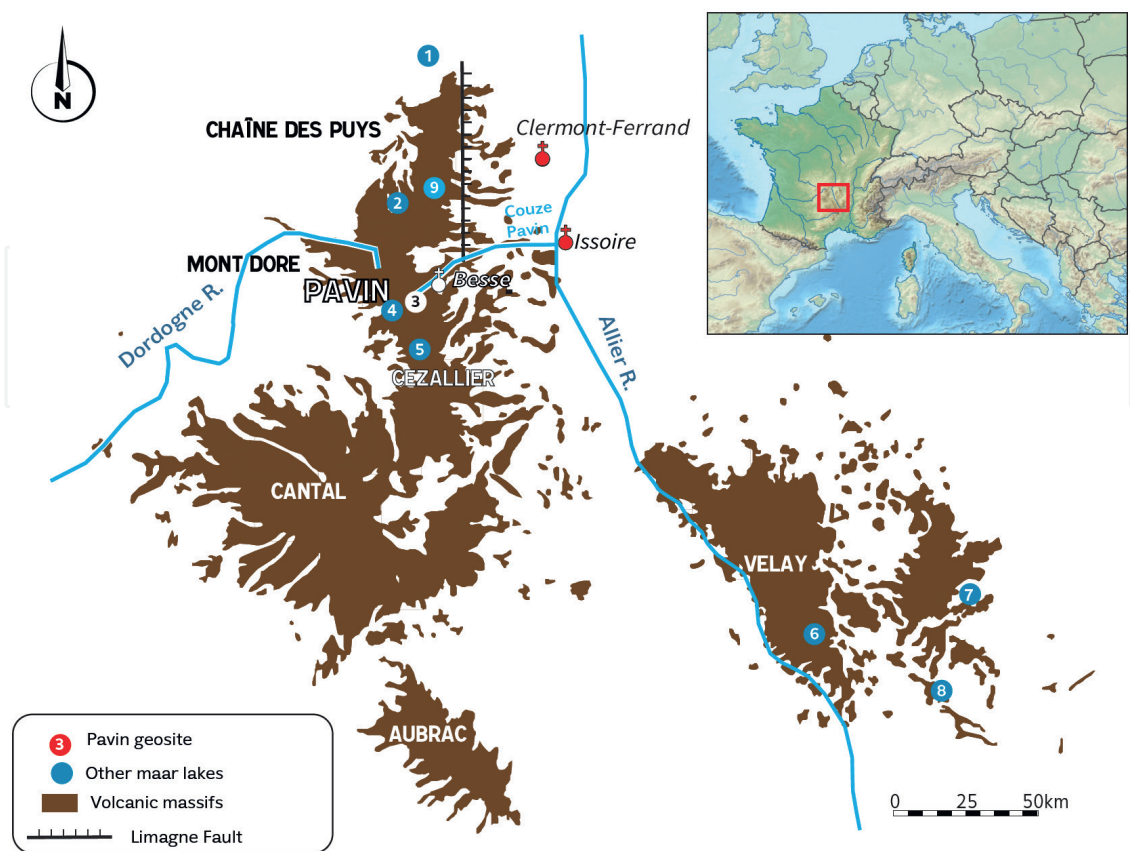 N
1
CHAÎNE DES PUYS
Clermont-Ferrand
9
2
Couze
Pavin
Issoire
MONT DORE
Besse
PAVIN
3
4
Dordogne R.
5
Allier R.
CEZALLIER
CANTAL
VELAY
7
6
8
AUBRAC
3 Pavin geosite
Other maar lakes
Volcanic massifs
Limagne Fault
0 25 50km